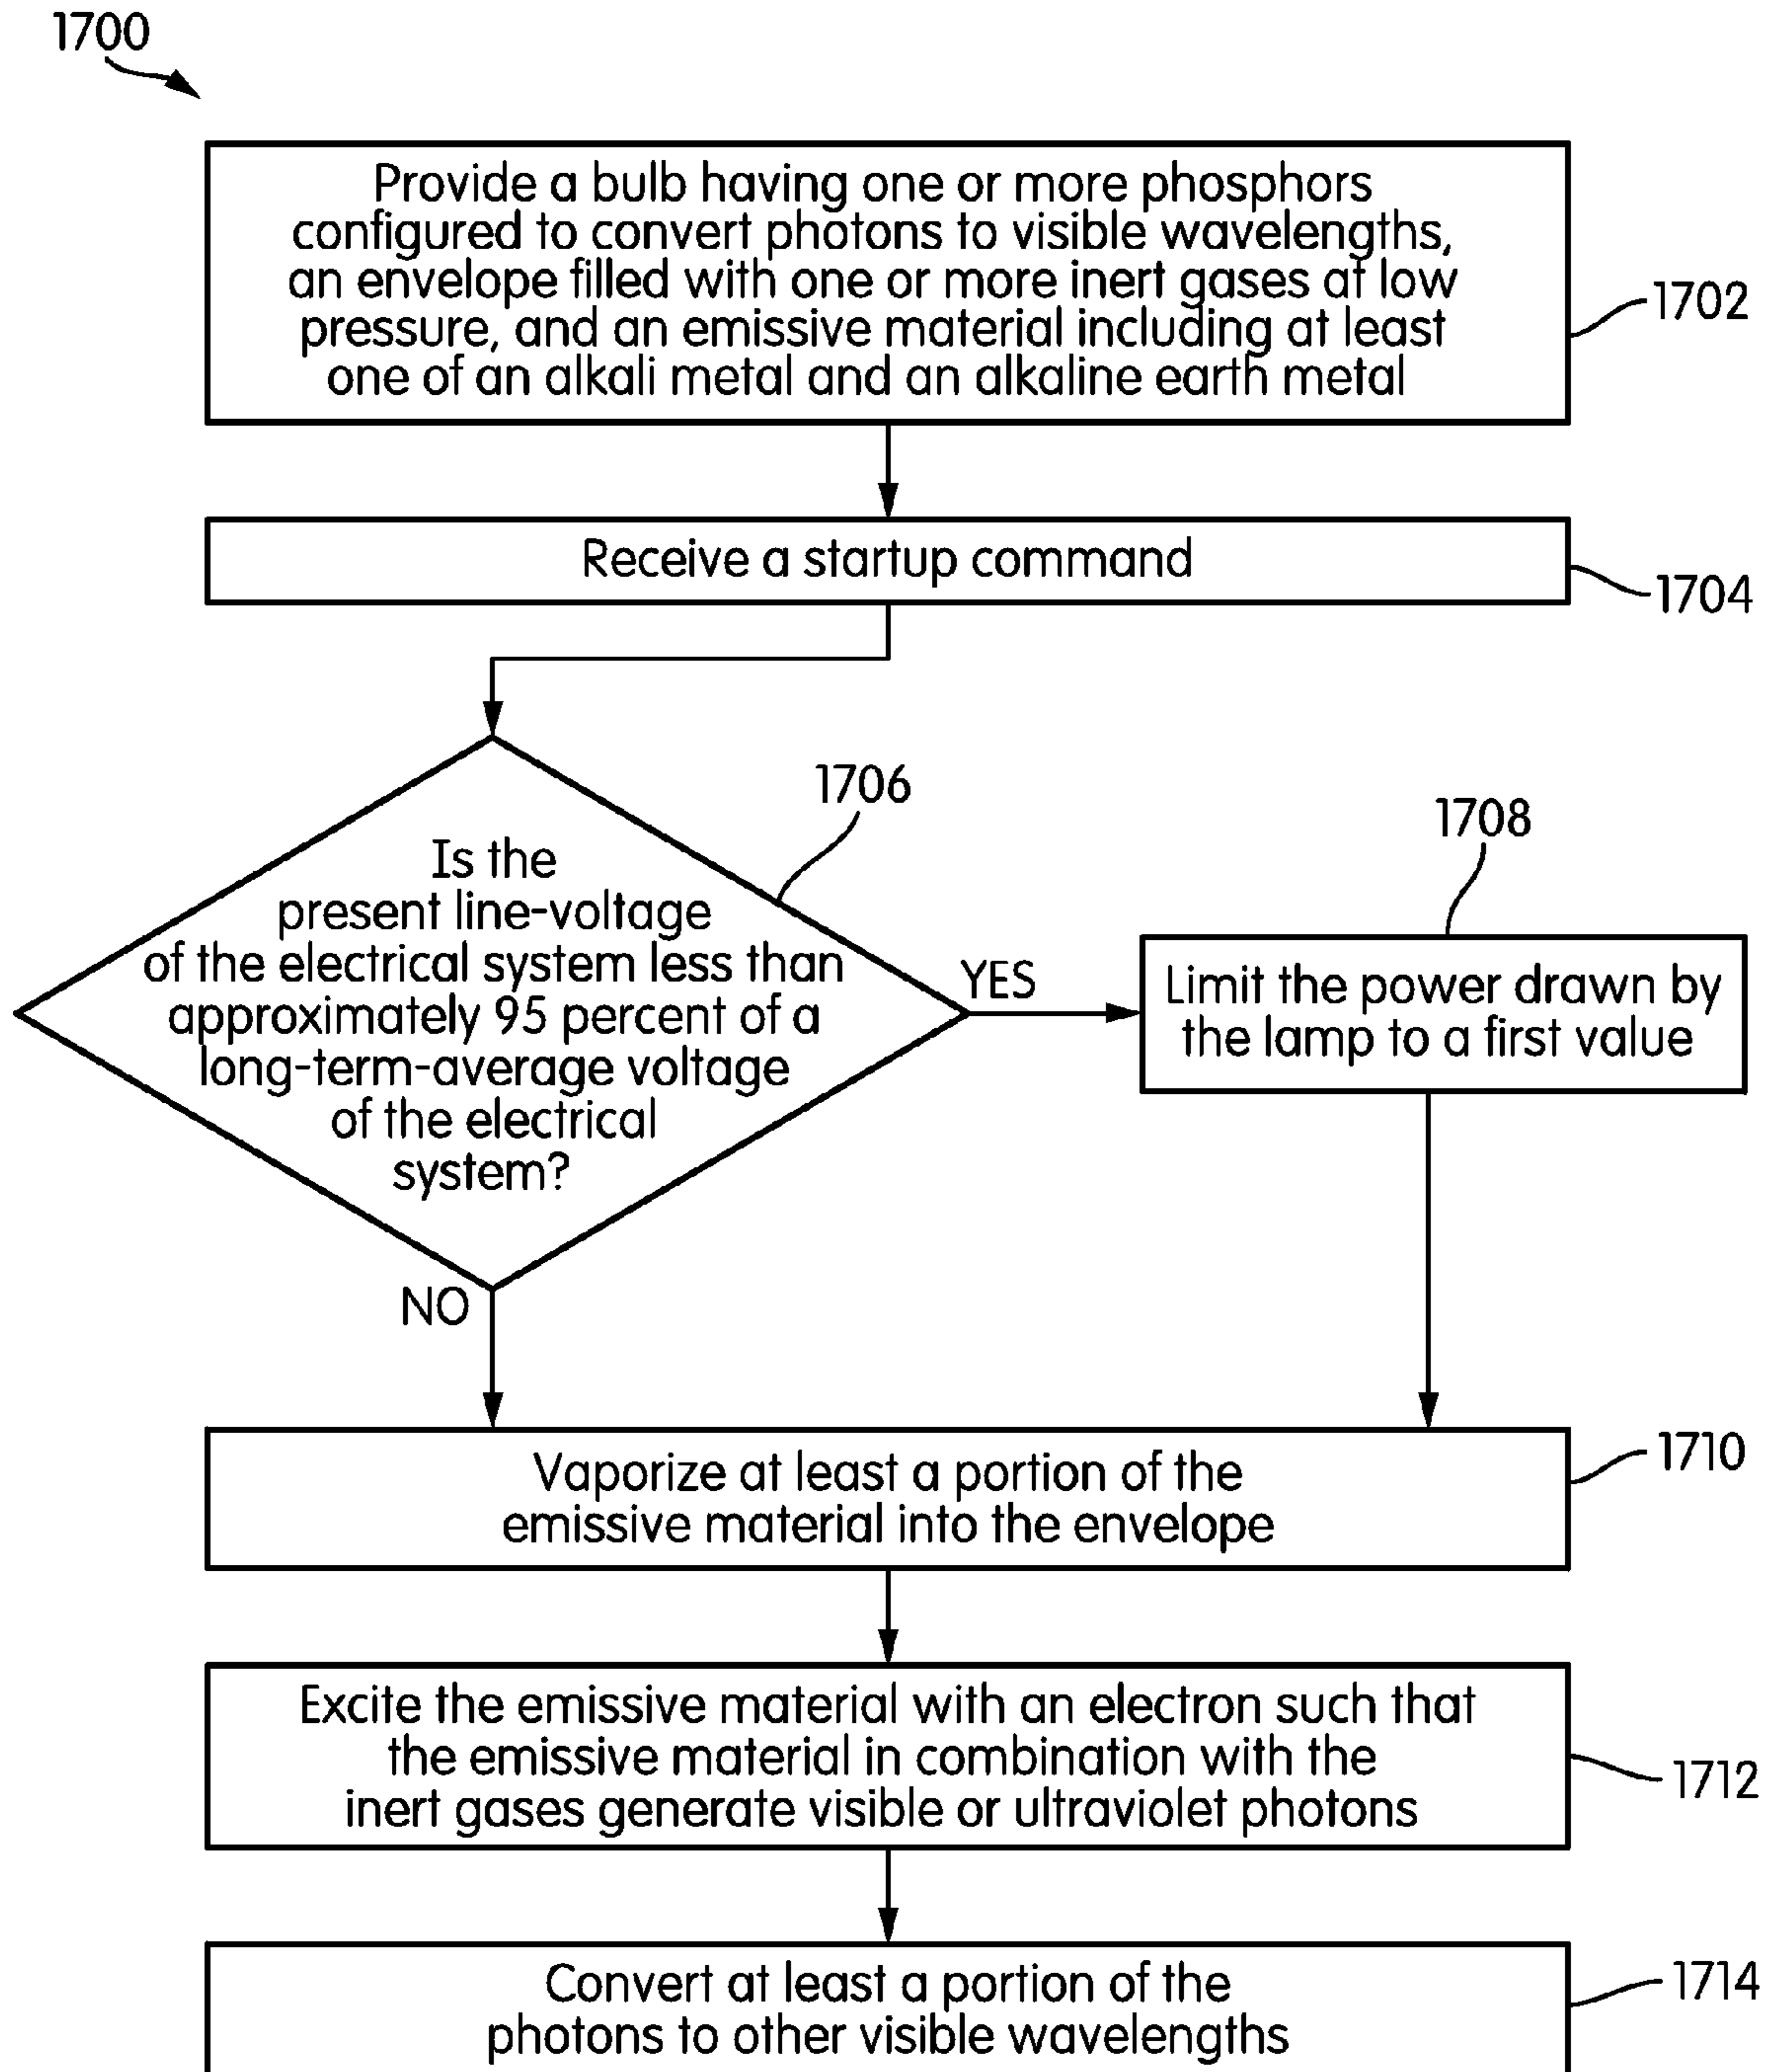 1700
Provide a bulb having one or more phosphors
configured to convert photons to visible wavelengths,
an envelope filled with one or more inert gases at low
pressure, and an emissive material including at least
one of an alkali metal and an alkaline earth metal
1702
Receive a startup command
1704
1706
Is the
present line-voltage
of the electrical system less than
approximately 95 percent of a
long-term-average voltage
of the electrical
system?
YES
1708
Limit the power drawn by
the lamp to a first value
NO
Vaporize at least a portion of the
emissive material into the envelope
1710
Excite the emissive material with an electron such that
the emissive material in combination with the
inert gases generate visible or ultraviolet photons
1712
Convert at least a portion of the
photons to other visible wavelengths
1714